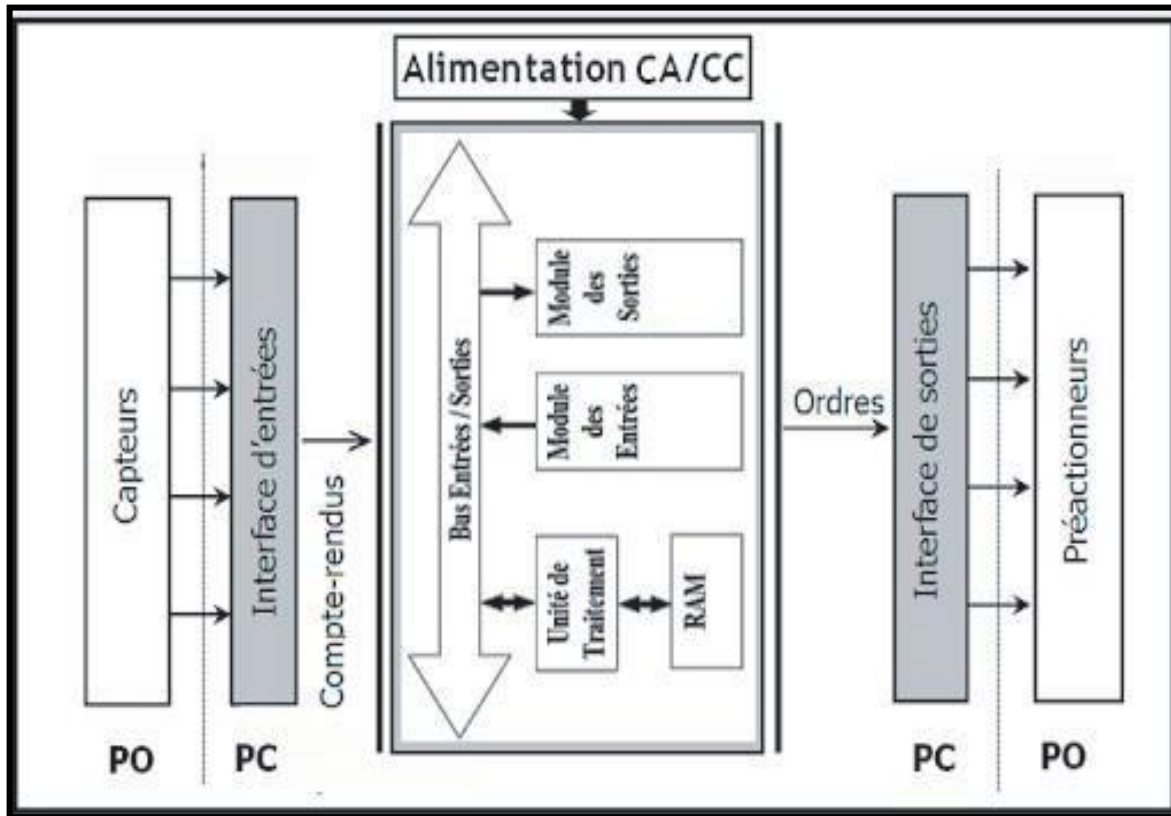 Alimentation CA/CC
Capteurs
Interface d'entrées
Compte-rendus
Bus Entrées / Sorties
Module
des
Sorties
Module
des
Entrées
Unité de
Traitement
RAM
Ordres
Interface de sorties
Préactionneurs
PO
PC
PC
PO